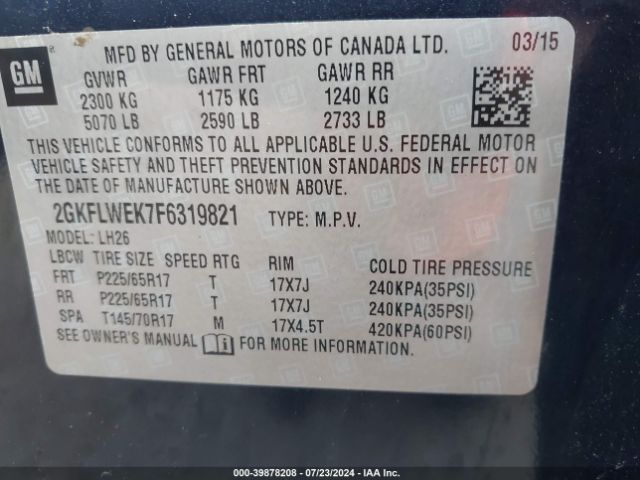 GM
MFD BY GENERAL MOTORS OF CANADA LTD. 03/15
GVWR GAWR FRT GAWR RR
2300 KG 1175 KG 1240 KG
5070 LB 2590 LB 2733 LB
THIS VEHICLE CONFORMS TO ALL APPLICABLE U.S. FEDERAL MOTOR
VEHICLE SAFETY AND THEFT PREVENTION STANDARDS IN EFFECT ON
THE DATE OF MANUFACTURE SHOWN ABOVE.
2GKFLWEK7F6319821 TYPE: M.P.V.
MODEL: LH26
LBCW TIRE SIZE SPEED RTG RIM COLD TIRE PRESSURE
FRT P225/65R17 T 17X7J 240KPA(35PSI)
RR P225/65R17 T 17X7J 240KPA(35PSI)
SPA T145/70R17 M 17X4.5T 420KPA(60PSI)
SEE OWNER'S MANUAL FOR MORE INFORMATION.
© IAA - 39878208 - 07/23/2024 - IAAI.COM